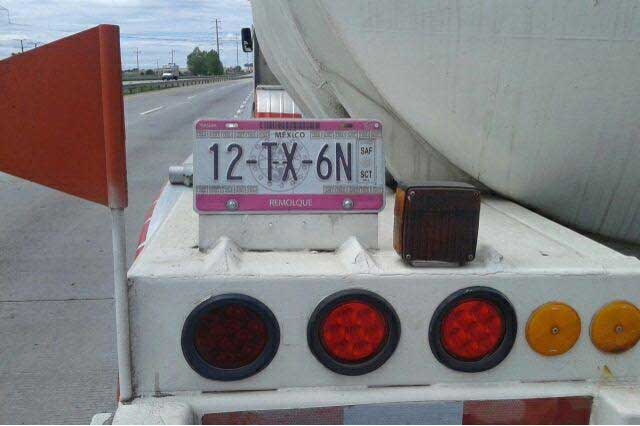 MÉXICO
12-TX-6N
SAF
SCT
REMOLQUE